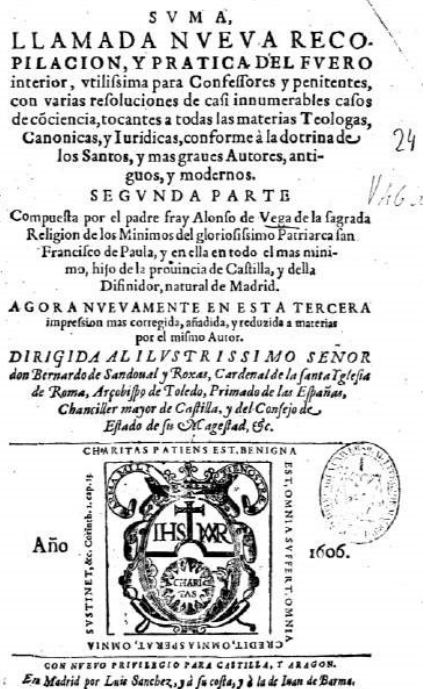 SVMA,
LLAMADA NVEVA RECO-
PILACION, Y PRATICA DEL FVERO
interior, vtiliſsima para Confeſſores y penitentes,
con varias reſoluciones de caſi innumerables caſos
de cõciencia, tocantes a todas las materias Teologas,
Canonicas, y Iuridicas, conforme à la dotrina de
los Santos, y mas graues Autores, anti-
guos, y modernos.
SEGVNDA PARTE
Compueſta por el padre fray Alonſo de Vega de la ſagrada
Religion de los Minimos del glorioſiſsimo Patriarca ſan
Franciſco de Paula, y en ella en todo el mas mini-
mo, hijo de la prouincia de Caſtilla, y della
Difinidor, natural de Madrid.
AGORA NVEVAMENTE EN ESTA TERCERA
impreſsion mas corregida, añadida, y reduzida a materias
por el miſmo Autor.
DIRIGIDA AL ILVSTRISSIMO SEÑOR
don Bernardo de Sandoual y Roxas, Cardenal de la ſanta Ygleſia
de Roma, Arçobiſpo de Toledo, Primado de las Eſpañas,
Chanciller mayor de Caſtilla, y del Conſejo de
Eſtado de ſu Mageſtad, &c.
24
CHARITAS PATIENS EST. BENIGNA
EST. OMNIA SVFFERT. OMNIA
CREDIT. OMNIA SPERAT. OMNIA
SVSTINET, &c. Corinth. 1. cap. 13.
IHS MAR
CHARI
TAS
Año 1606.
CON NVEVO PRIVILEGIO PARA CASTILLA, Y ARAGON.
En Madrid por Luis Sanchez, y à ſu coſta, y à la de Iuan de Barma.